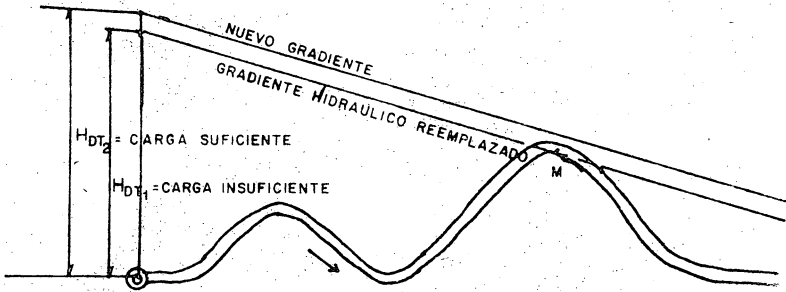 NUEVO GRADIENTE
GRADIENTE HIDRAULICO REEMPLAZADO
HDT2 = CARGA SUFICIENTE
HDT1 = CARGA INSUFICIENTE
M